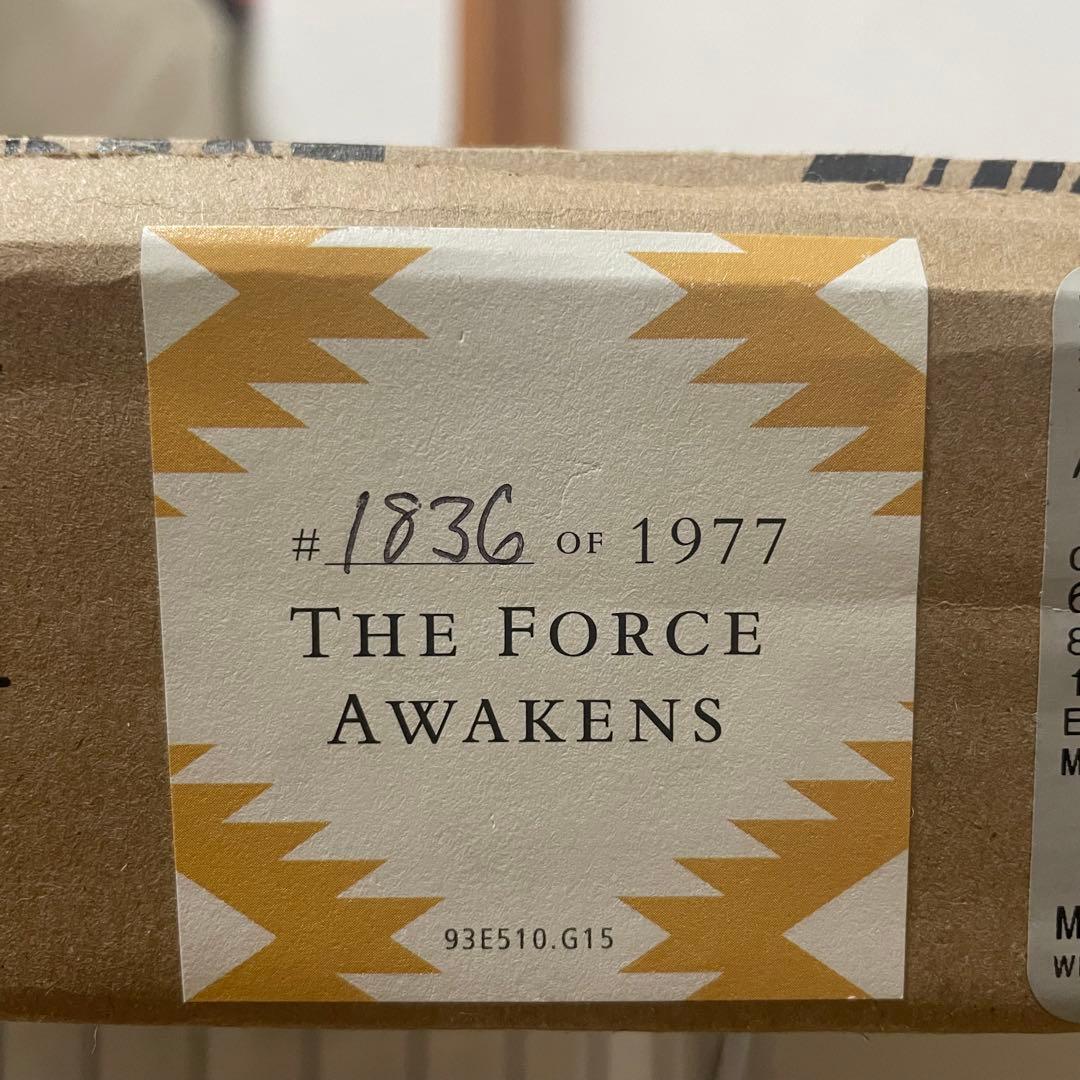 # 1836 OF 1977
THE FORCE
AWAKENS
93E510.G15